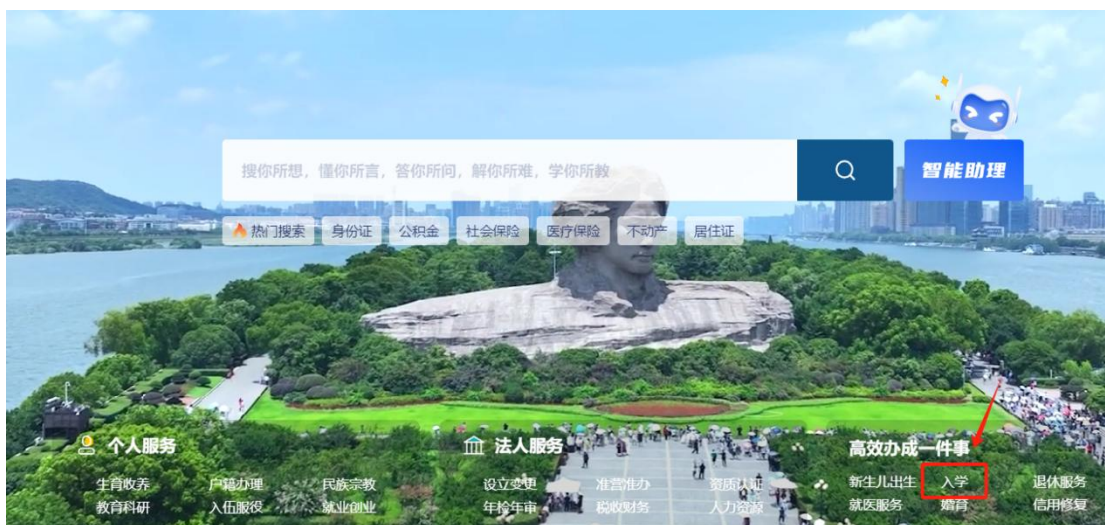 搜你所想，懂你所言，答你所问，解你所难，学你所教
智能助理
热门搜索 身份证 公积金 社会保险 医疗保险 不动产 居住证
个人服务 法人服务 高效办成一件事
生育收养 户籍办理 民族宗教 设立变更 准营准办 资质认证 新生儿出生 入学 退休服务
教育科研 入伍服役 就业创业 年检年审 税收财务 人力资源 就医服务 婚育 信用修复